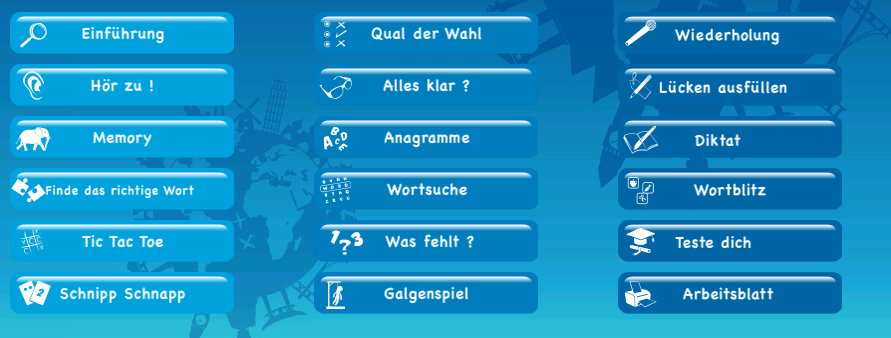 Einführung
Hör zu !
Memory
Finde das richtige Wort
Tic Tac Toe
Schnipp Schnapp
Qual der Wahl
Alles klar ?
Anagramme
Wortsuche
Was fehlt ?
Galgenspiel
Wiederholung
Lücken ausfüllen
Diktat
Wortblitz
Teste dich
Arbeitsblatt